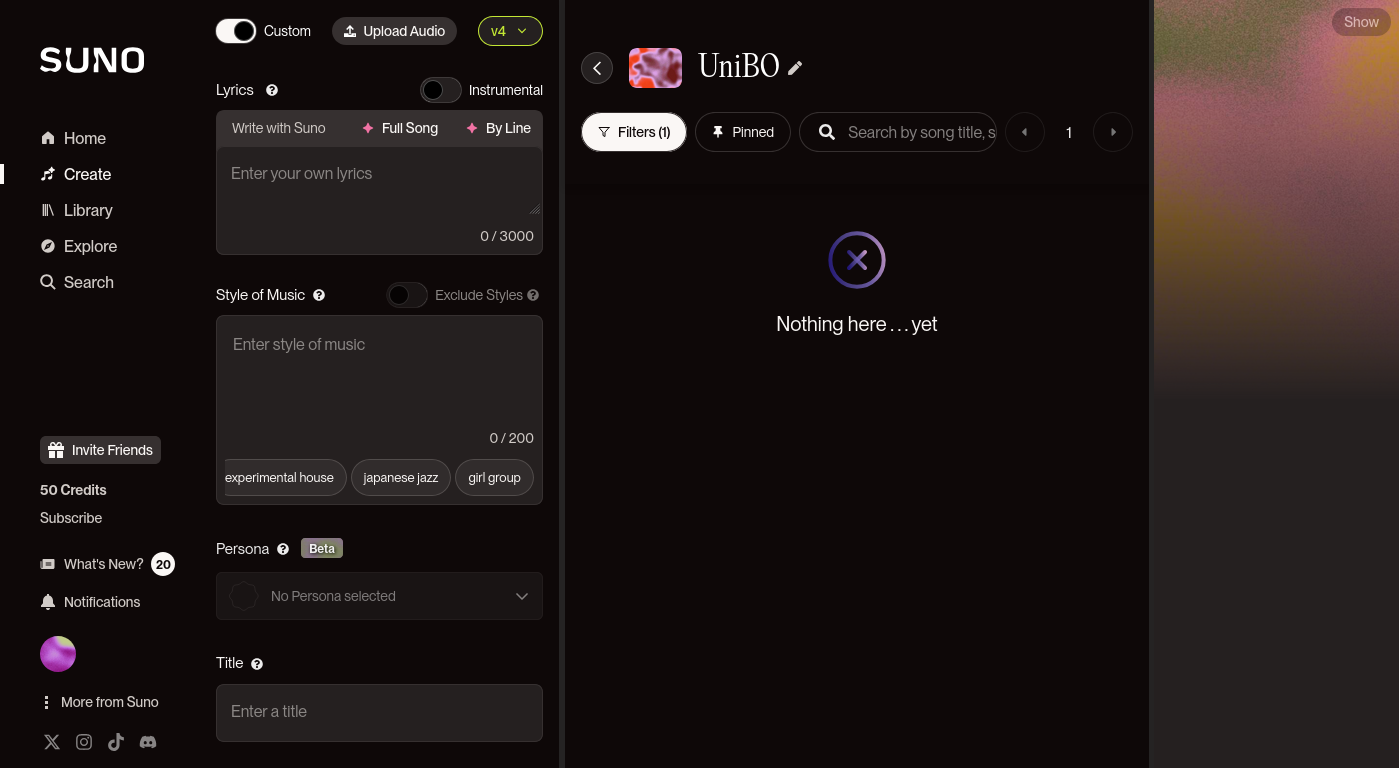 SUNO
Home
Create
Library
Explore
Search
Invite Friends
50 Credits
Subscribe
What's New? 20
Notifications
More from Suno
Custom
Upload Audio
v4
Lyrics
Instrumental
Write with Suno
Full Song
By Line
Enter your own lyrics
0 / 3000
Style of Music
Exclude Styles
Enter style of music
0 / 200
experimental house
japanese jazz
girl group
Persona
Beta
No Persona selected
Title
Enter a title
UniBO
Filters (1)
Pinned
Search by song title, s
1
Nothing here . . . yet
Show